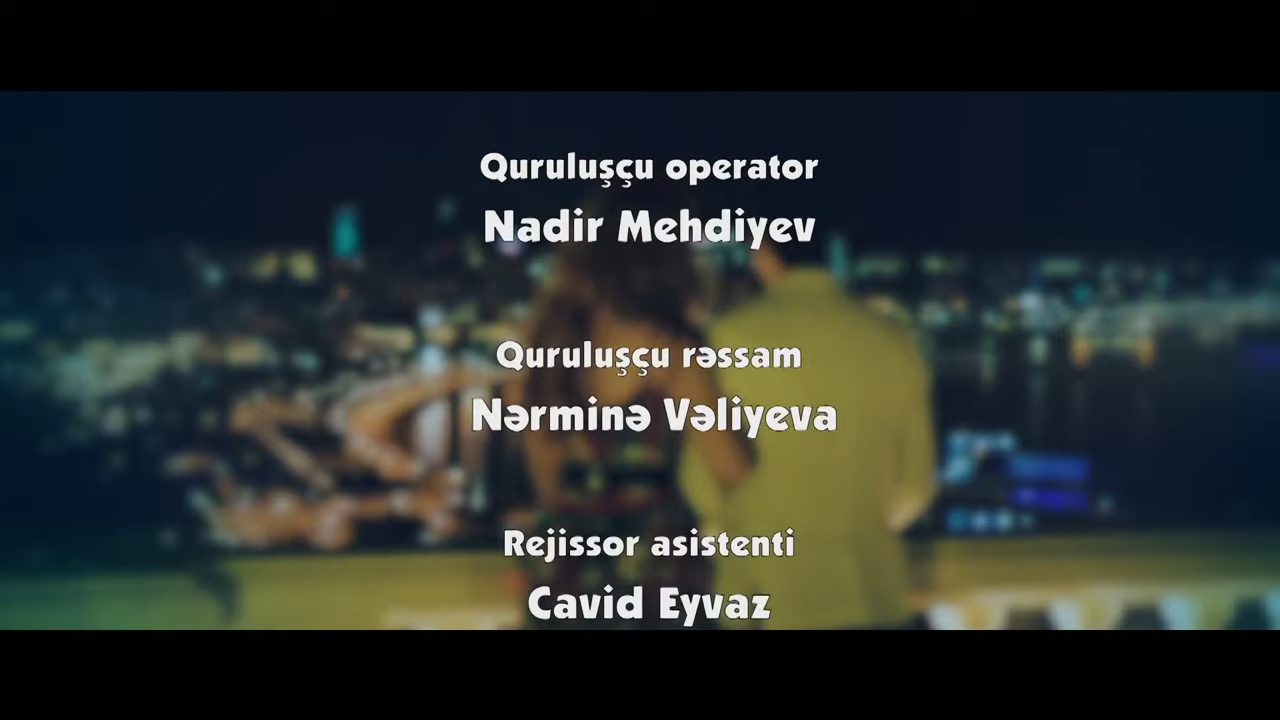 Quruluşçu operator
Nadir Mehdiyev
Quruluşçu rəssam
Nərminə Vəliyeva
Rejissor asistenti
Cavid Eyvaz